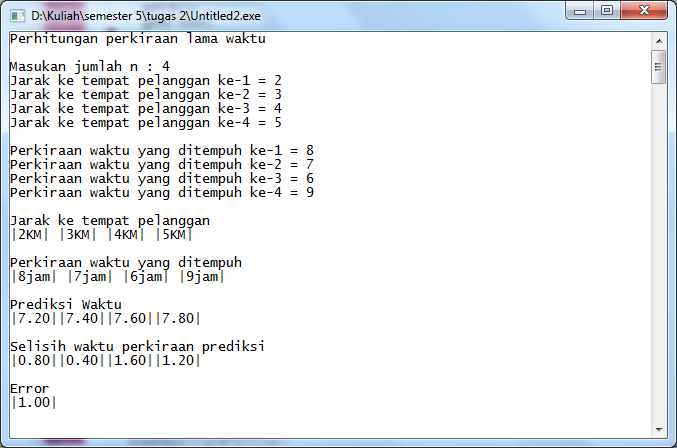 D:\Kuliah\semester 5\tugas 2\Untitled2.exe
Perhitungan perkiraan lama waktu
Masukan jumlah n : 4
Jarak ke tempat pelanggan ke-1 = 2
Jarak ke tempat pelanggan ke-2 = 3
Jarak ke tempat pelanggan ke-3 = 4
Jarak ke tempat pelanggan ke-4 = 5
Perkiraan waktu yang ditempuh ke-1 = 8
Perkiraan waktu yang ditempuh ke-2 = 7
Perkiraan waktu yang ditempuh ke-3 = 6
Perkiraan waktu yang ditempuh ke-4 = 9
Jarak ke tempat pelanggan
|2KM| |3KM| |4KM| |5KM|
Perkiraan waktu yang ditempuh
|8jam| |7jam| |6jam| |9jam|
Prediksi Waktu
|7.20||7.40||7.60||7.80|
Selisih waktu perkiraan prediksi
|0.80||0.40||1.60||1.20|
Error
|1.00|